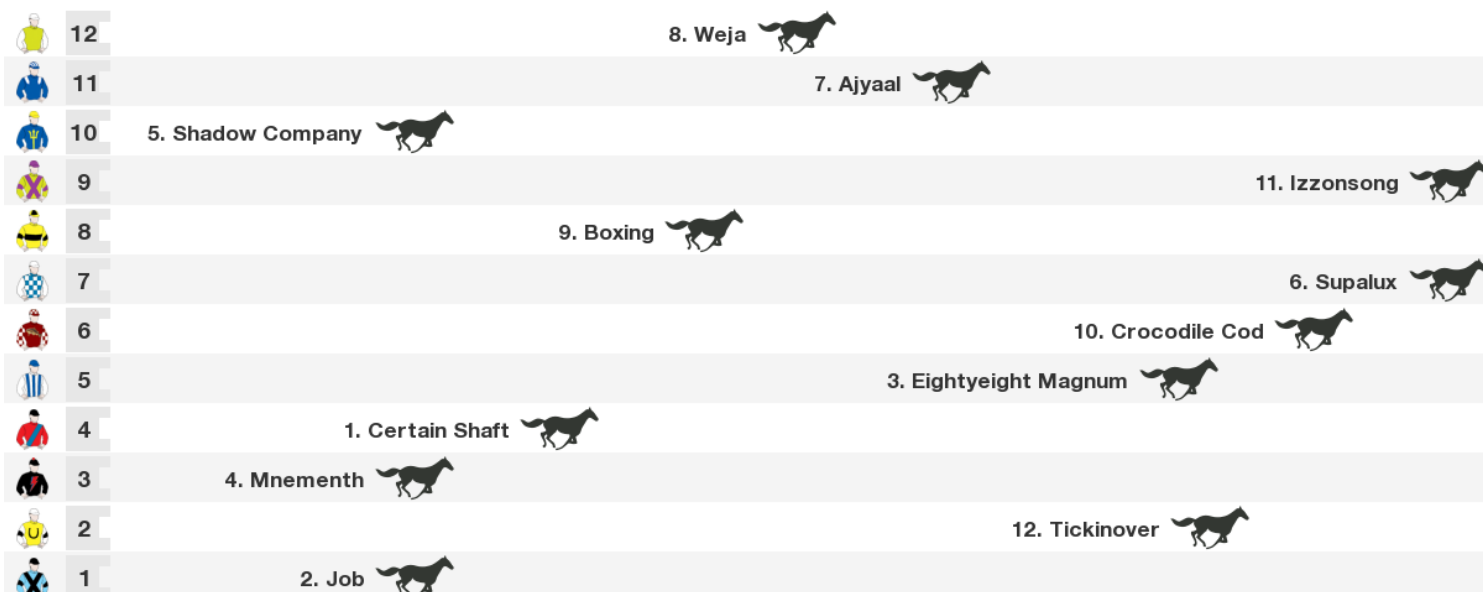 12 8. Weja
11 7. Ajyaal
10 5. Shadow Company
9 11. Izzonsong
8 9. Boxing
7 6. Supalux
6 10. Crocodile Cod
5 3. Eightyeight Magnum
4 1. Certain Shaft
3 4. Mnementh
2 12. Tickinover
1 2. Job